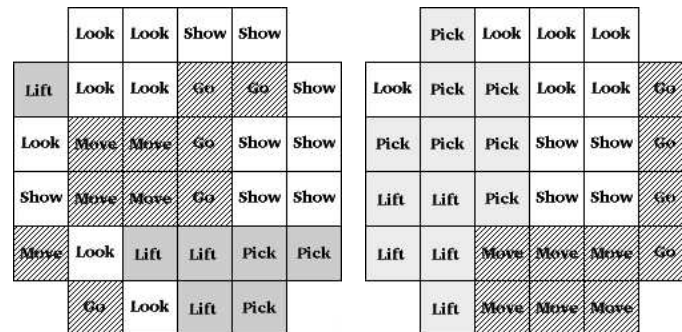 Look Look Show Show
Lift Look Look Go Go Show
Look Move Move Go Show Show
Show Move Move Go Show Show
Move Look Lift Lift Pick Pick
Go Look Lift Pick
Pick Look Look Look
Look Pick Pick Look Look Go
Pick Pick Pick Show Show Go
Lift Lift Pick Show Show Go
Lift Lift Move Move Move Go
Lift Move Move Move